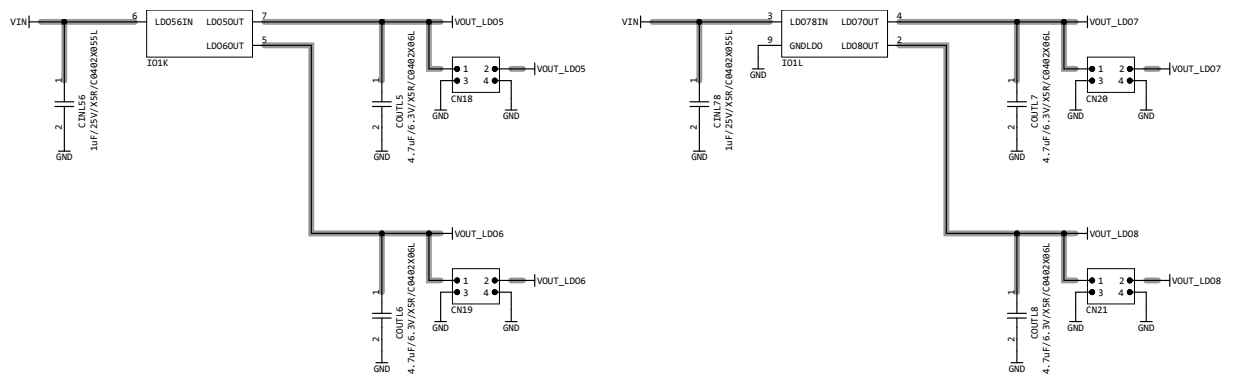 VIN
6
LDO56IN
LDO5OUT
7
VOUT_LDO5
LDO6OUT
5
IO1K
1
CINL56
1uF/25V/X5R/C0402X055L
2
GND
1
COUTL5
4.7uF/6.3V/X5R/C0402X06L
2
GND
1 2
3 4
VOUT_LDO5
CN18
GND
GND
VOUT_LDO6
1
COUTL6
4.7uF/6.3V/X5R/C0402X06L
2
GND
1 2
3 4
VOUT_LDO6
CN19
GND
GND
VIN
3
LDO78IN
LDO7OUT
4
VOUT_LDO7
9
GNDLDO
LDO8OUT
2
GND
IO1L
1
CINL78
1uF/25V/X5R/C0402X055L
2
GND
1
COUTL7
4.7uF/6.3V/X5R/C0402X06L
2
GND
1 2
3 4
VOUT_LDO7
CN20
GND
GND
VOUT_LDO8
1
COUTL8
4.7uF/6.3V/X5R/C0402X06L
2
GND
1 2
3 4
VOUT_LDO8
CN21
GND
GND